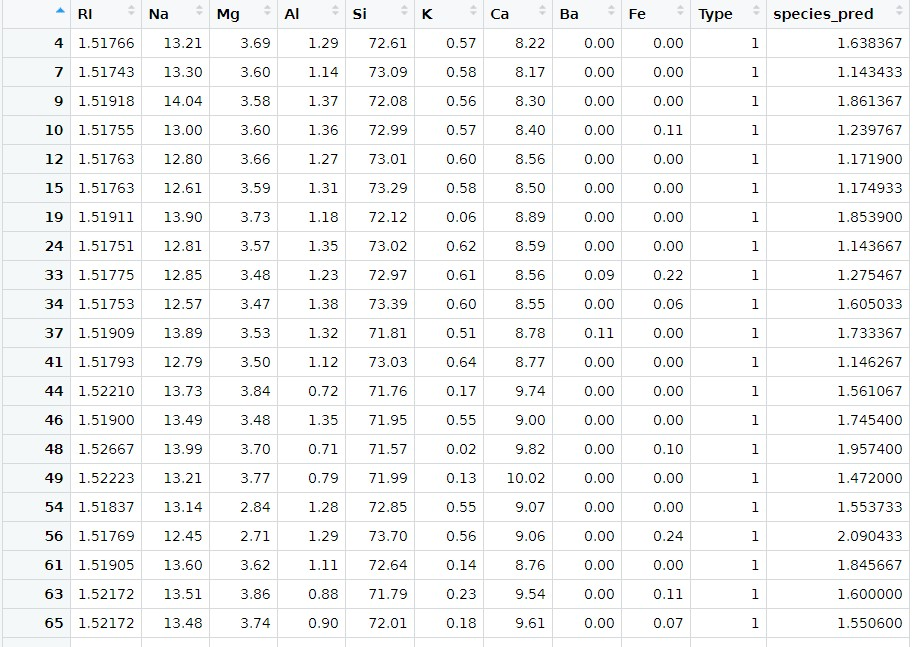 RI Na Mg Al Si K Ca Ba Fe Type species_pred
4 1.51766 13.21 3.69 1.29 72.61 0.57 8.22 0.00 0.00 1 1.638367
7 1.51743 13.30 3.60 1.14 73.09 0.58 8.17 0.00 0.00 1 1.143433
9 1.51918 14.04 3.58 1.37 72.08 0.56 8.30 0.00 0.00 1 1.861367
10 1.51755 13.00 3.60 1.36 72.99 0.57 8.40 0.00 0.11 1 1.239767
12 1.51763 12.80 3.66 1.27 73.01 0.60 8.56 0.00 0.00 1 1.171900
15 1.51763 12.61 3.59 1.31 73.29 0.58 8.50 0.00 0.00 1 1.174933
19 1.51911 13.90 3.73 1.18 72.12 0.06 8.89 0.00 0.00 1 1.853900
24 1.51751 12.81 3.57 1.35 73.02 0.62 8.59 0.00 0.00 1 1.143667
33 1.51775 12.85 3.48 1.23 72.97 0.61 8.56 0.09 0.22 1 1.275467
34 1.51753 12.57 3.47 1.38 73.39 0.60 8.55 0.00 0.06 1 1.605033
37 1.51909 13.89 3.53 1.32 71.81 0.51 8.78 0.11 0.00 1 1.733367
41 1.51793 12.79 3.50 1.12 73.03 0.64 8.77 0.00 0.00 1 1.146267
44 1.52210 13.73 3.84 0.72 71.76 0.17 9.74 0.00 0.00 1 1.561067
46 1.51900 13.49 3.48 1.35 71.95 0.55 9.00 0.00 0.00 1 1.745400
48 1.52667 13.99 3.70 0.71 71.57 0.02 9.82 0.00 0.10 1 1.957400
49 1.52223 13.21 3.77 0.79 71.99 0.13 10.02 0.00 0.00 1 1.472000
54 1.51837 13.14 2.84 1.28 72.85 0.55 9.07 0.00 0.00 1 1.553733
56 1.51769 12.45 2.71 1.29 73.70 0.56 9.06 0.00 0.24 1 2.090433
61 1.51905 13.60 3.62 1.11 72.64 0.14 8.76 0.00 0.00 1 1.845667
63 1.52172 13.51 3.86 0.88 71.79 0.23 9.54 0.00 0.11 1 1.600000
65 1.52172 13.48 3.74 0.90 72.01 0.18 9.61 0.00 0.07 1 1.550600